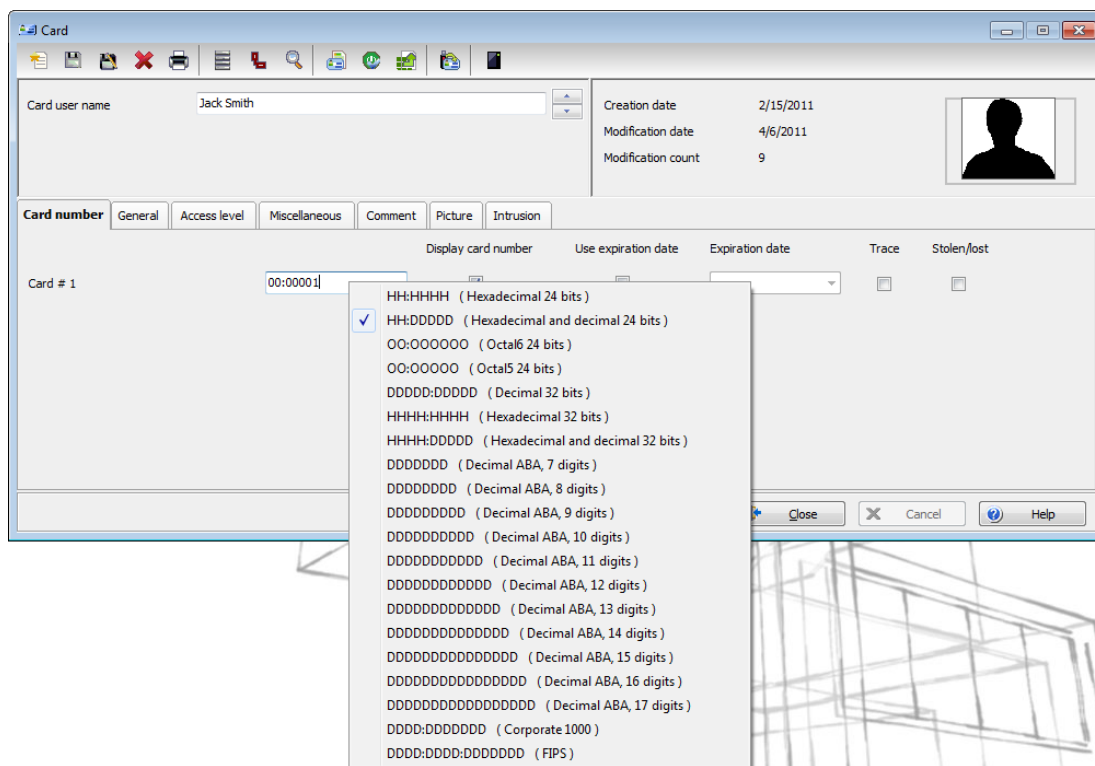 Card
Card user name
Jack Smith
Creation date 2/15/2011
Modification date 4/6/2011
Modification count 9
Card number General Access level Miscellaneous Comment Picture Intrusion
Display card number Use expiration date Expiration date Trace Stolen/lost
Card # 1 00:00001
HH:HHHH ( Hexadecimal 24 bits )
HH:DDDDD ( Hexadecimal and decimal 24 bits )
OO:OOOOOO ( Octal6 24 bits )
OO:OOOOO ( Octal5 24 bits )
DDDDD:DDDDD ( Decimal 32 bits )
HHHH:HHHH ( Hexadecimal 32 bits )
HHHH:DDDDD ( Hexadecimal and decimal 32 bits )
DDDDDDD ( Decimal ABA, 7 digits )
DDDDDDDD ( Decimal ABA, 8 digits )
DDDDDDDDD ( Decimal ABA, 9 digits )
DDDDDDDDDD ( Decimal ABA, 10 digits )
DDDDDDDDDDD ( Decimal ABA, 11 digits )
DDDDDDDDDDDD ( Decimal ABA, 12 digits )
DDDDDDDDDDDDD ( Decimal ABA, 13 digits )
DDDDDDDDDDDDDD ( Decimal ABA, 14 digits )
DDDDDDDDDDDDDDD ( Decimal ABA, 15 digits )
DDDDDDDDDDDDDDDD ( Decimal ABA, 16 digits )
DDDDDDDDDDDDDDDDD ( Decimal ABA, 17 digits )
DDDD:DDDDDDD ( Corporate 1000 )
DDDD:DDDD:DDDDDDD ( FIPS )
Close Cancel Help